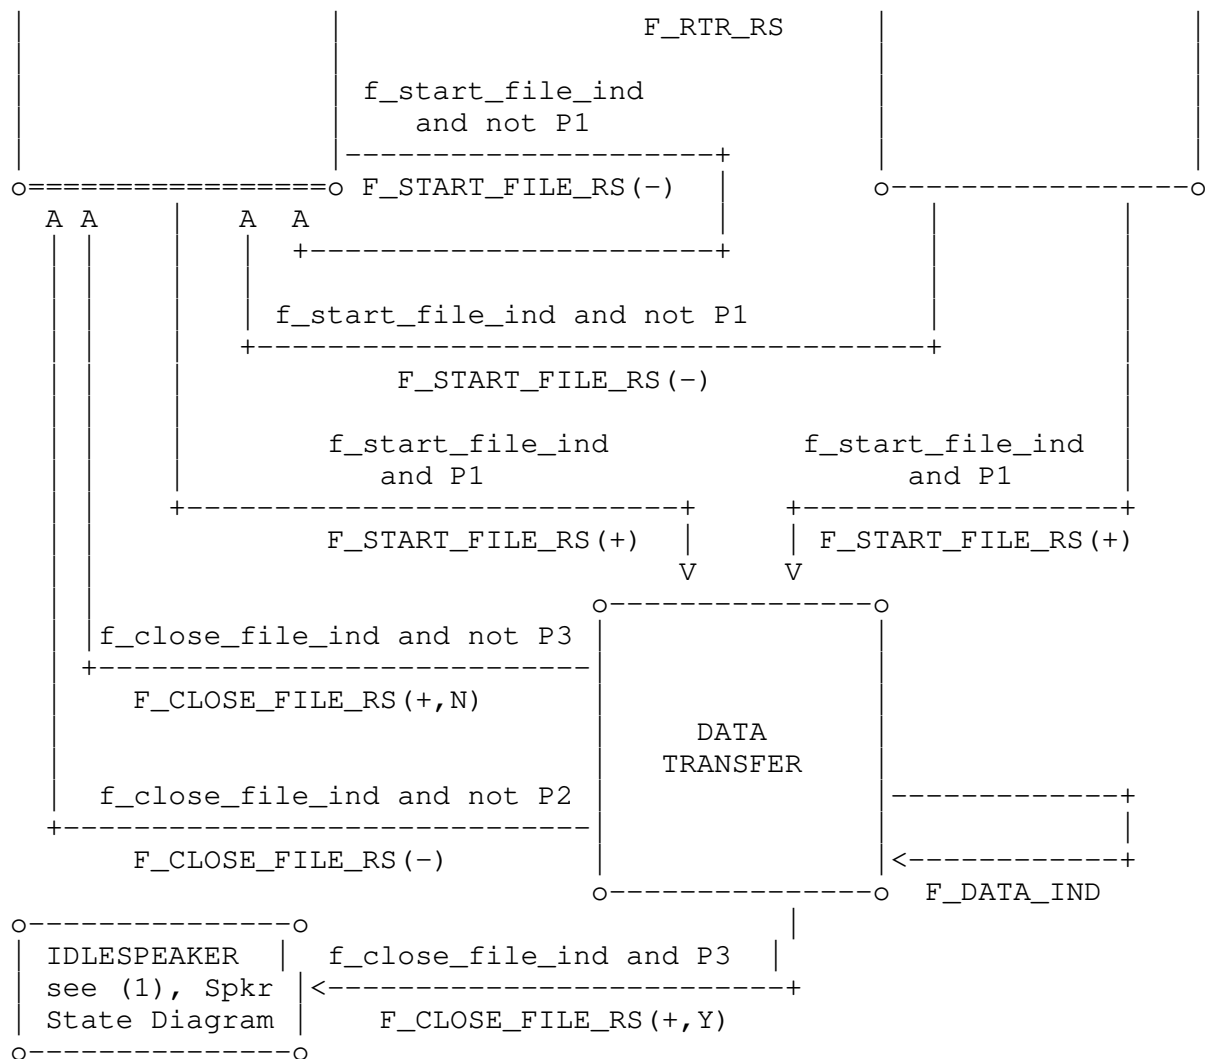 F_RTR_RS
f_start_file_ind
and not P1
F_START_FILE_RS(-)
A A A A
f_start_file_ind and not P1
F_START_FILE_RS(-)
f_start_file_ind f_start_file_ind
and P1 and P1
F_START_FILE_RS(+) F_START_FILE_RS(+)
V V
f_close_file_ind and not P3
F_CLOSE_FILE_RS(+,N)
DATA
TRANSFER
f_close_file_ind and not P2
F_CLOSE_FILE_RS(-)
F_DATA_IND
IDLESPEAKER f_close_file_ind and P3
see (1), Spkr
State Diagram F_CLOSE_FILE_RS(+,Y)